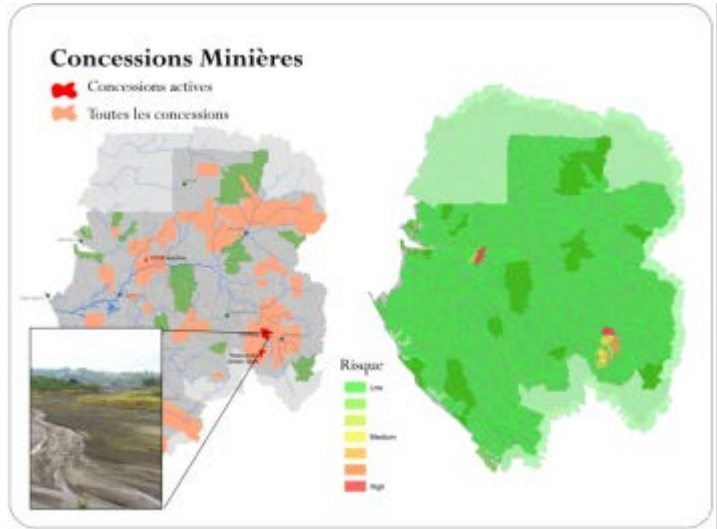 Concessions Minières
Concessions actives
Toutes les concessions
Risque
Low
Medium
High